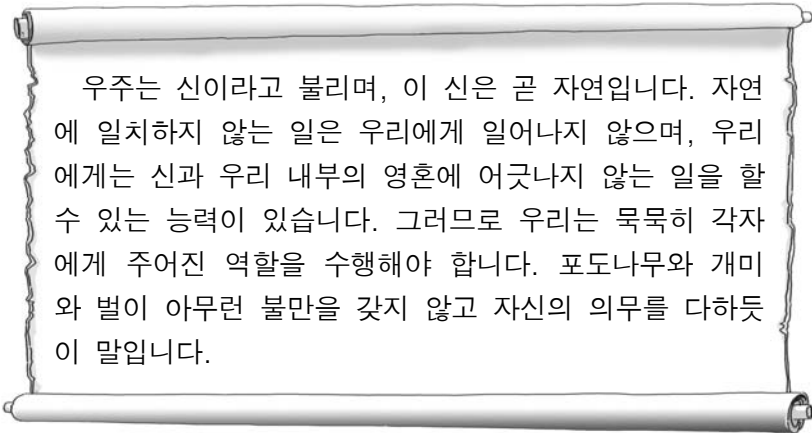 우주는 신이라고 불리며, 이 신은 곧 자연입니다. 자연
에 일치하지 않는 일은 우리에게 일어나지 않으며, 우리
에게는 신과 우리 내부의 영혼에 어긋나지 않는 일을 할
수 있는 능력이 있습니다. 그러므로 우리는 묵묵히 각자
에게 주어진 역할을 수행해야 합니다. 포도나무와 개미
와 벌이 아무런 불만을 갖지 않고 자신의 의무를 다하듯
이 말입니다.